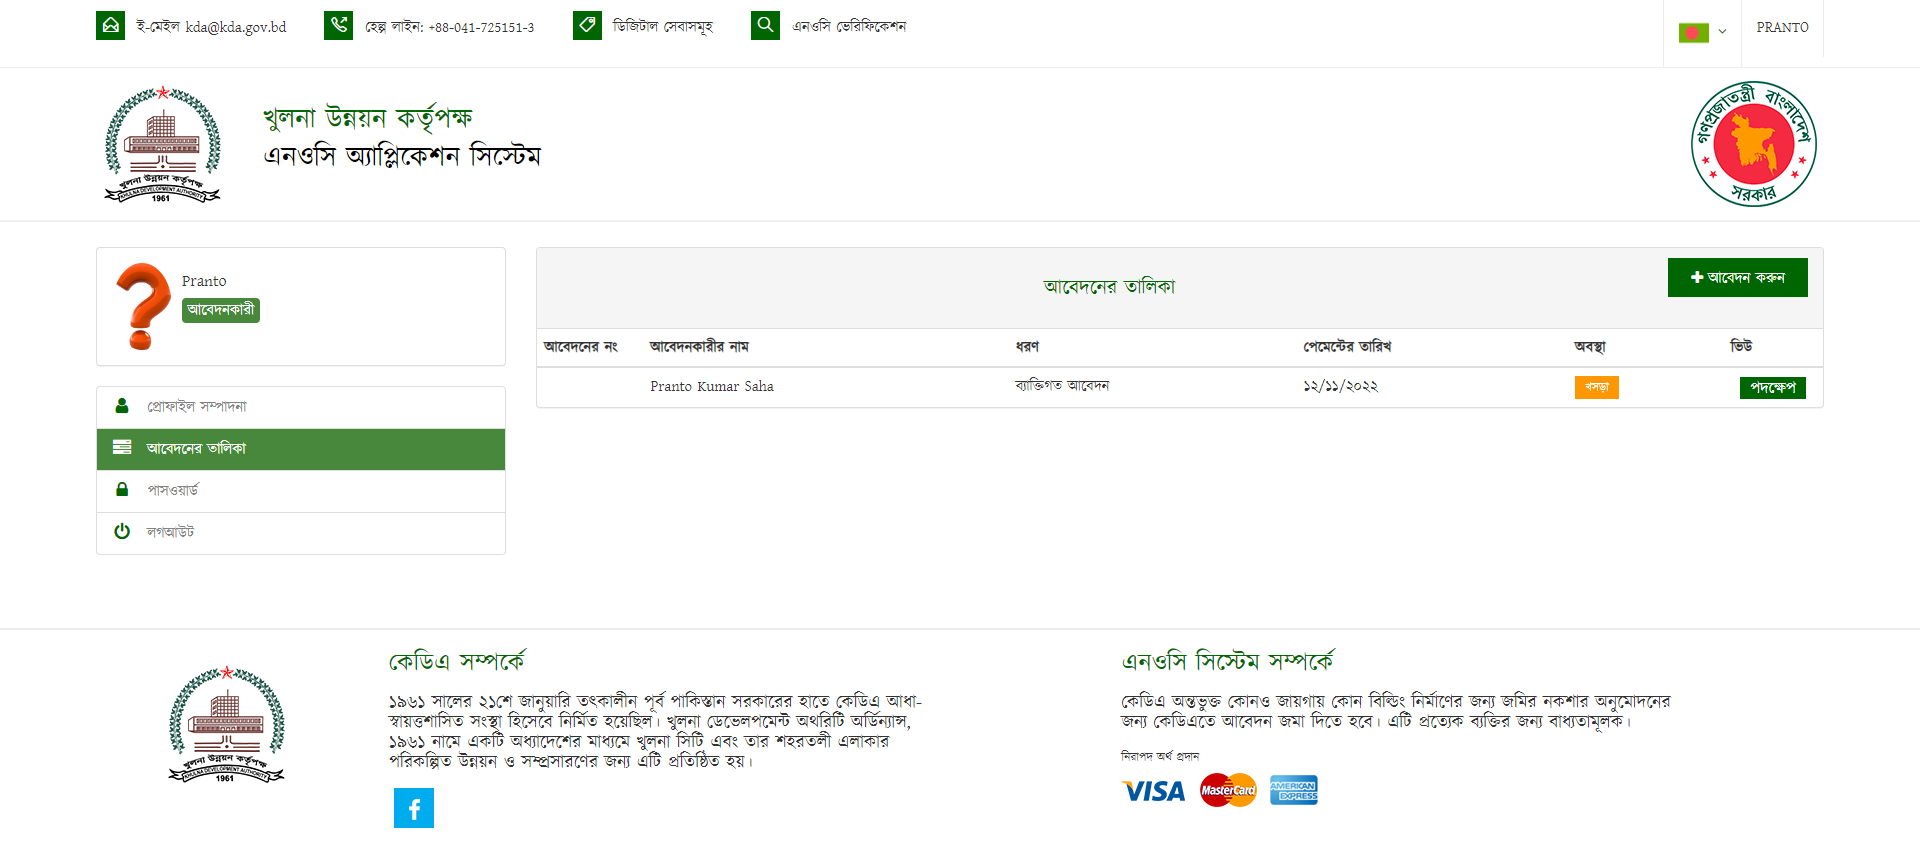 ই-মেইল kda@kda.gov.bd
হেল্প লাইন: +88-041-725151-3
ডিজিটাল সেবাসমূহ
এনওসি ভেরিফিকেশন
PRANTO
খুলনা উন্নয়ন কর্তৃপক্ষ
KHULNA DEVELOPMENT AUTHORITY
1961
খুলনা উন্নয়ন কর্তৃপক্ষ
এনওসি অ্যাপ্লিকেশন সিস্টেম
গণপ্রজাতন্ত্রী বাংলাদেশ
সরকার
Pranto
আবেদনকারী
প্রোফাইল সম্পাদনা
আবেদনের তালিকা
পাসওয়ার্ড
লগআউট
আবেদনের তালিকা
আবেদন করুন
আবেদনের নং আবেদনকারীর নাম ধরণ পেমেন্টের তারিখ অবস্থা ভিউ
Pranto Kumar Saha ব্যাক্তিগত আবেদন ১২/১১/২০২২ খসড়া পদক্ষেপ
খুলনা উন্নয়ন কর্তৃপক্ষ
KHULNA DEVELOPMENT AUTHORITY
1961
কেডিএ সম্পর্কে
১৯৬১ সালের ২১শে জানুয়ারি তৎকালীন পূর্ব পাকিস্তান সরকারের হাতে কেডিএ আধা-
স্বায়ত্তশাসিত সংস্থা হিসেবে নির্মিত হয়েছিল। খুলনা ডেভেলপমেন্ট অথরিটি অর্ডিন্যান্স,
১৯৬১ নামে একটি অধ্যাদেশের মাধ্যমে খুলনা সিটি এবং তার শহরতলী এলাকার
পরিকল্পিত উন্নয়ন ও সম্প্রসারণের জন্য এটি প্রতিষ্ঠিত হয়।
এনওসি সিস্টেম সম্পর্কে
কেডিএ অন্তভুক্ত কোনও জায়গায় কোন বিল্ডিং নির্মাণের জন্য জমির নকশার অনুমোদনের
জন্য কেডিএতে আবেদন জমা দিতে হবে। এটি প্রত্যেক ব্যক্তির জন্য বাধ্যতামূলক।
নিরাপদ অর্থ প্রদান
VISA
MasterCard
AMERICAN
EXPRESS